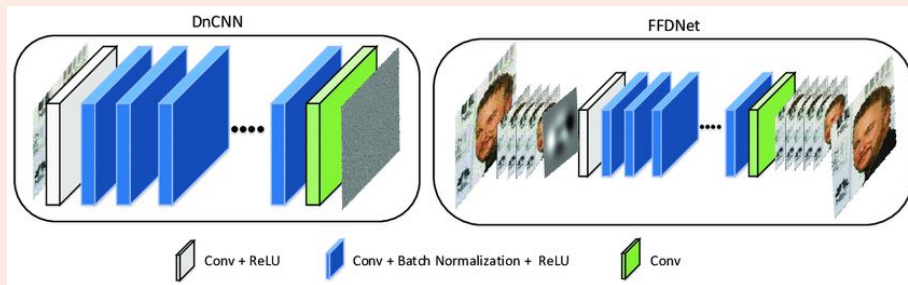 DnCNN
FFDNet
Conv + ReLU
Conv + Batch Normalization + ReLU
Conv